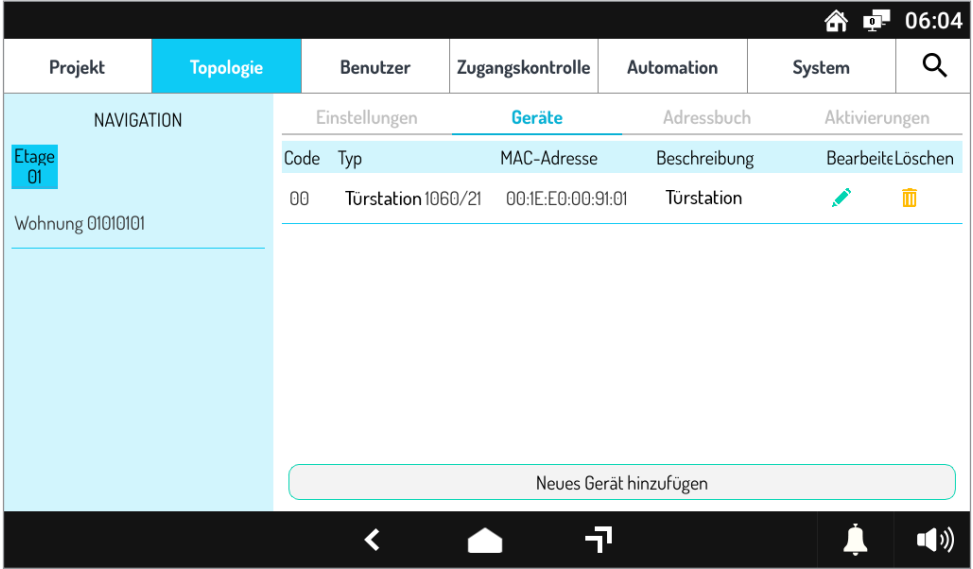 06:04
Projekt Topologie Benutzer Zugangskontrolle Automation System
NAVIGATION
Einstellungen Geräte Adressbuch Aktivierungen
Etage
01
Code Typ MAC-Adresse Beschreibung Bearbeite Löschen
00 Türstation 1060/21 00:1E:E0:00:91:01 Türstation
Wohnung 01010101
Neues Gerät hinzufügen